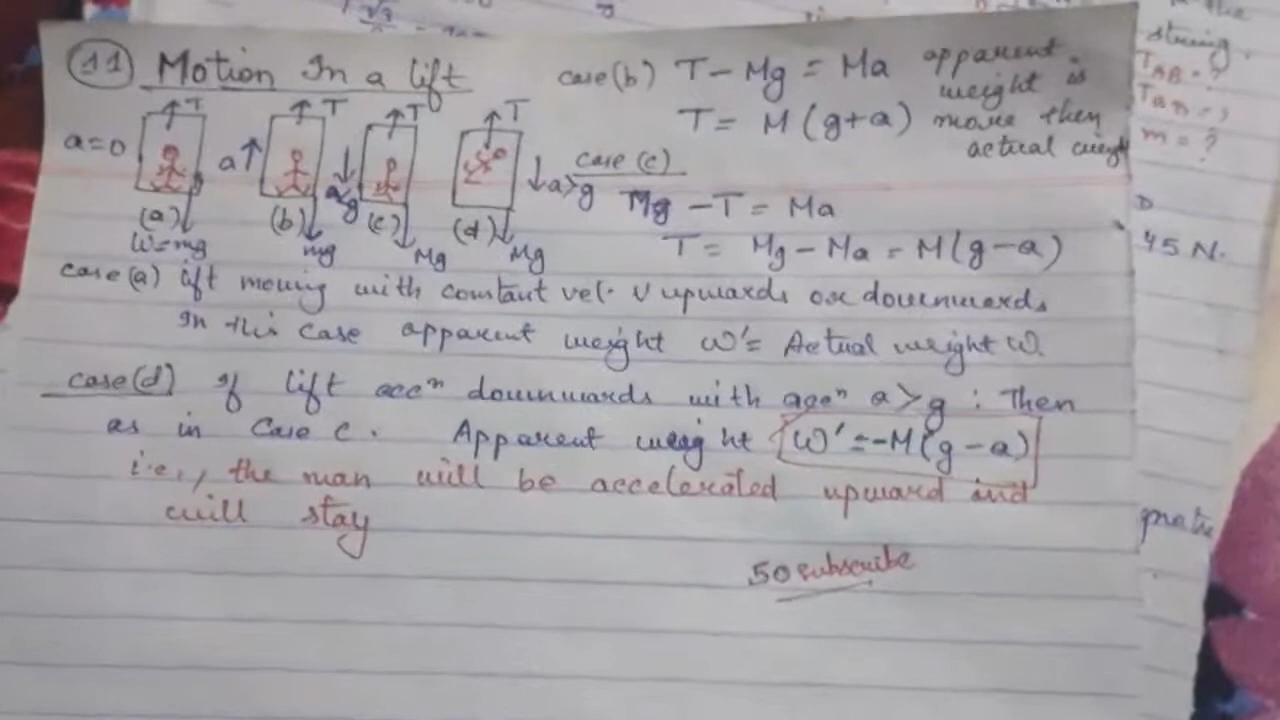 11 Motion In a lift
case(b) T - Mg = Ma apparent weight is
T = M(g+a) more then actual weight
a=0 T a T T T
a<g a>g
(a) (b) (c) (d)
W=mg mg Mg Mg
case (c)
Mg - T = Ma
T = Mg - Ma = M(g-a)
case(a) lift moving with constant vel. v upwards or downwards
In this case apparent weight W'= Actual weight W.
case(d) If lift accn downwards with accn a>g : Then
as in Case c. Apparent weight W' = -M(g-a)
i.e., the man will be accelerated upward and
will stay
50 subscribe
the
string.
TAB = ?
m = ?
D
45 N.